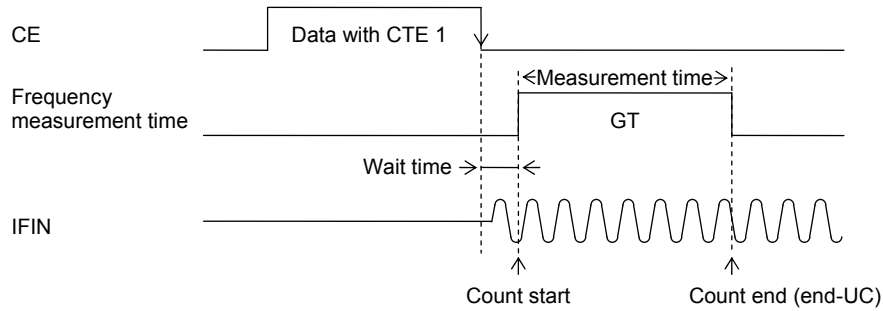 CE
Data with CTE 1
Measurement time
Frequency
measurement time
GT
Wait time
IFIN
Count start
Count end (end-UC)